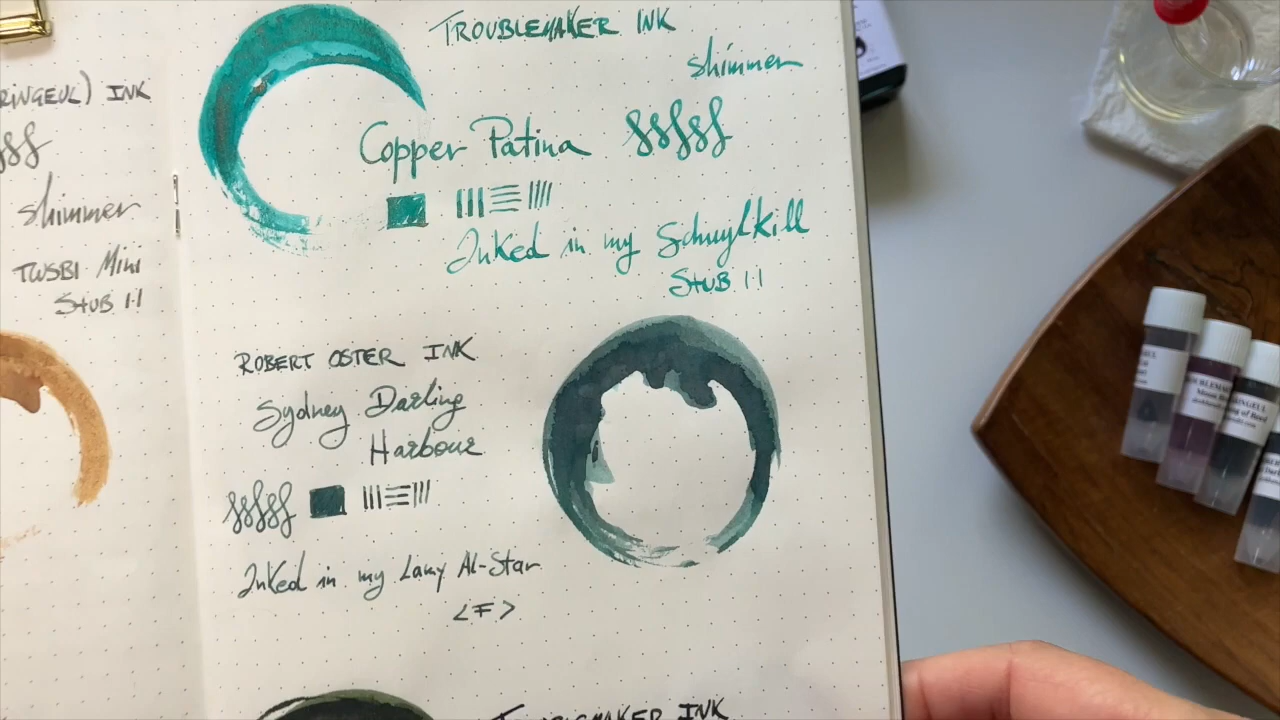 INK
shimmer
TWSBI Mini
STUB 1.1
TROUBLEMAKER INK
shimmer
Copper Patina
Inked in my Schuylkill
STUB 1.1
ROBERT OSTER INK
Sydney Darling
Harbour
Inked in my Lamy Al-Star
<F>
INK